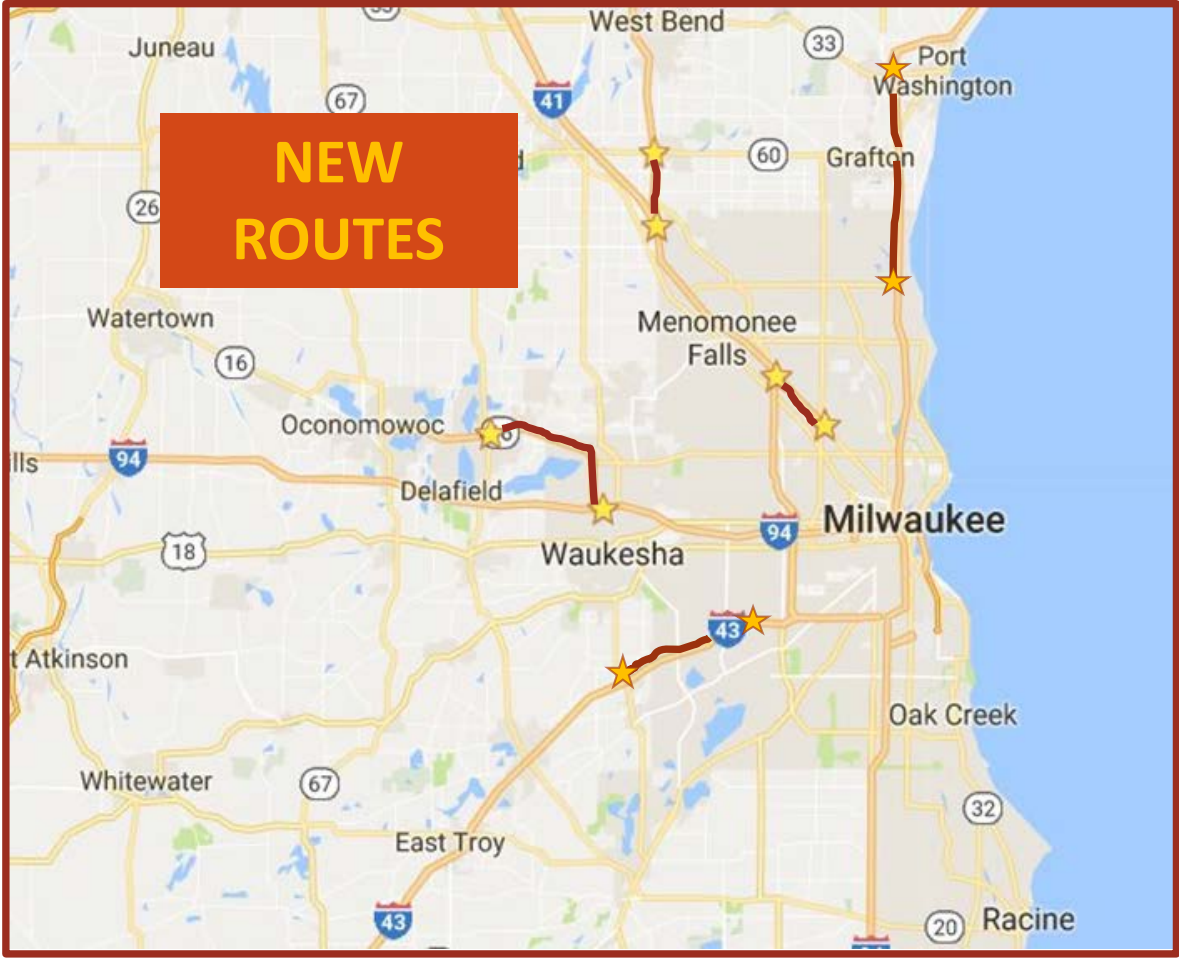 West Bend
Juneau
33
Port
Washington
67
41
NEW
ROUTES
60
Grafton
26
Watertown
Menomonee
Falls
16
Oconomowoc
94
Delafield
Milwaukee
94
18
Waukesha
43
t Atkinson
Oak Creek
Whitewater
67
32
East Troy
43
20
Racine